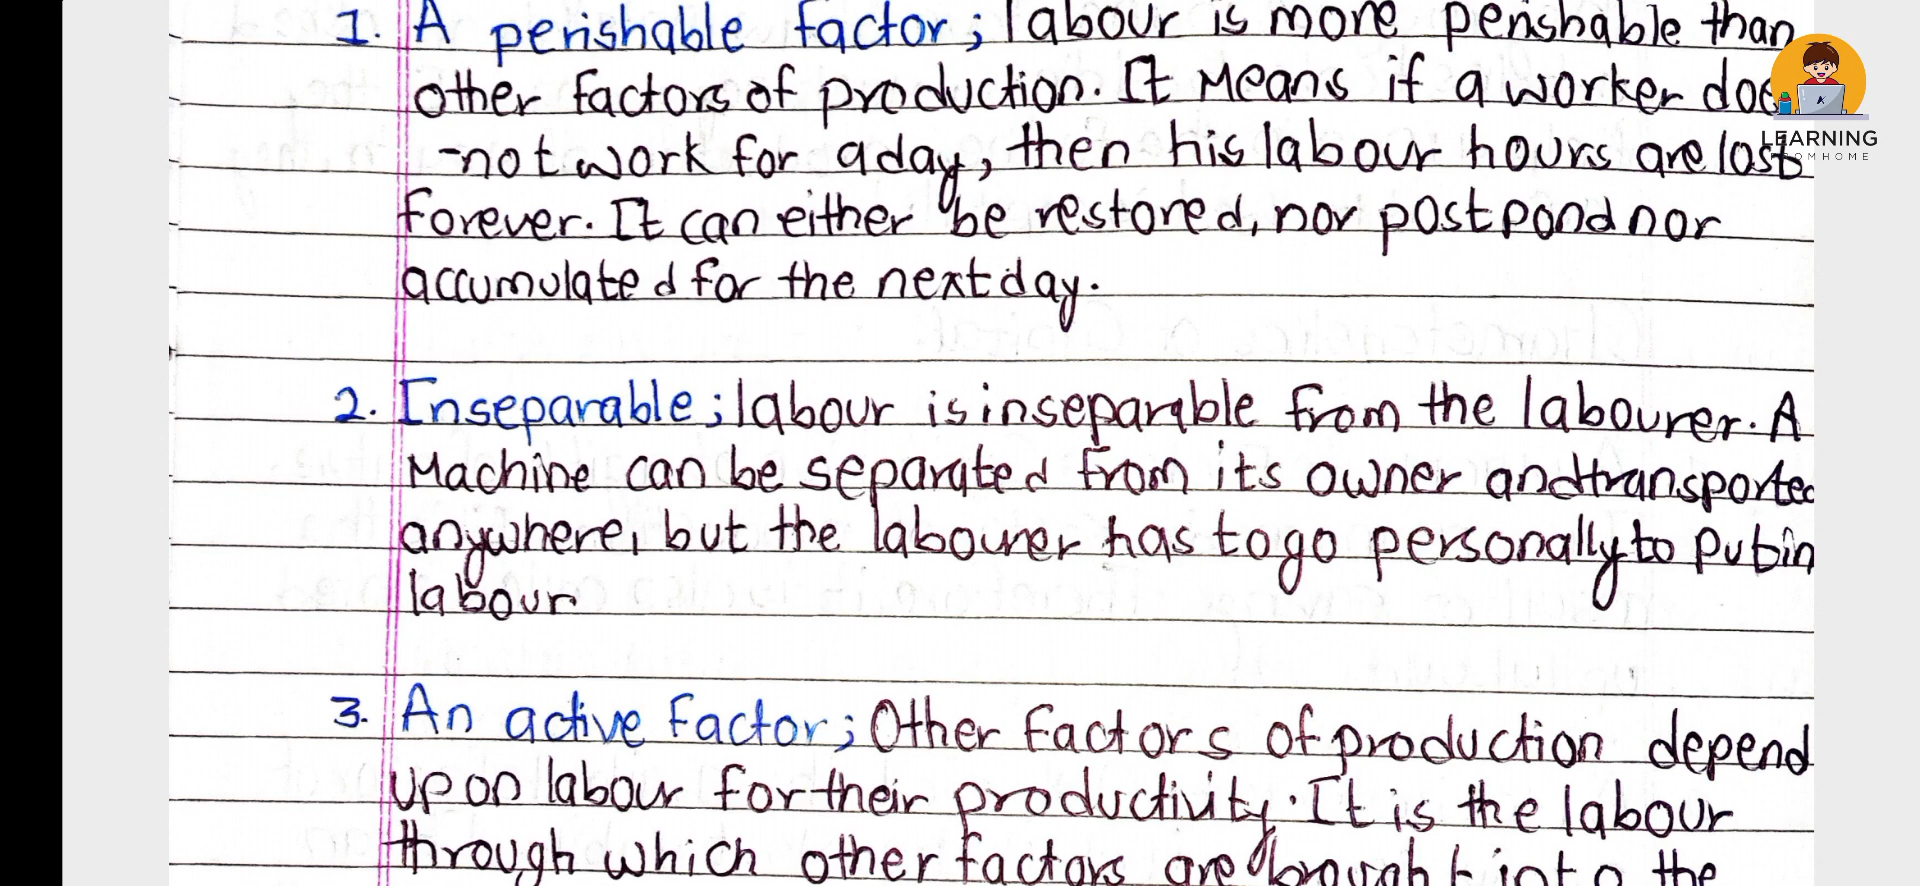 1. A perishable factor; labour is more perishable than
other factors of production. It Means if a worker does
-not work for a day, then his labour hours are lost
forever. It can either be restored, nor postpond nor
accumulated for the next day.
2. Inseparable; labour is inseparable from the labourer. A
Machine can be separated from its owner and transported
anywhere, but the labourer has to go personally to put in
labour
3. An active Factor; Other Factors of production depend
upon labour for their productivity. It is the labour
through which other factors are brought into the
LEARNING
FROMHOME